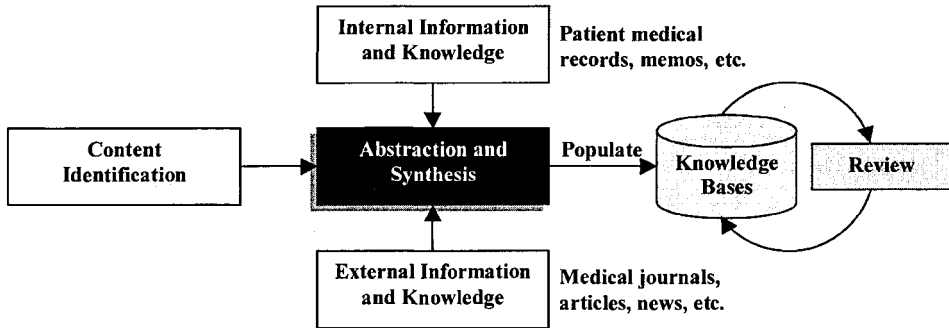 Internal Information
and Knowledge
Patient medical
records, memos, etc.
Content
Identification
Abstraction and
Synthesis
Populate
Knowledge
Bases
Review
External Information
and Knowledge
Medical journals,
articles, news, etc.